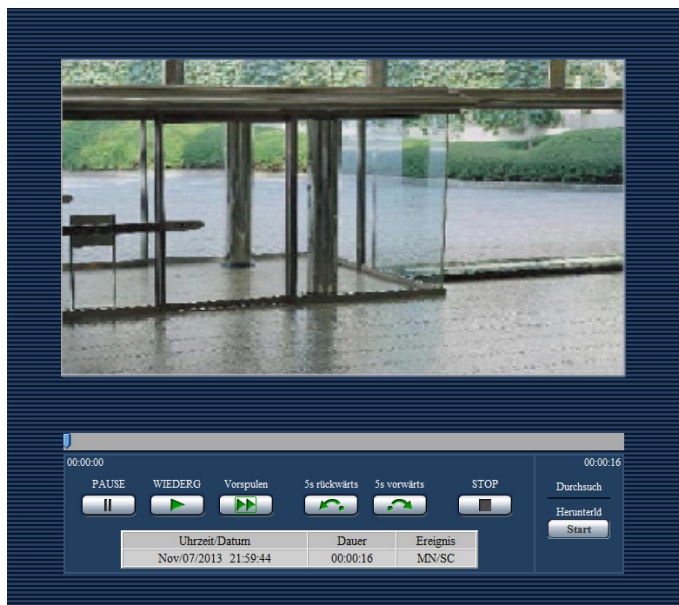 00:00:00 00:00:16
PAUSE WIEDERG Vorspulen 5s rückwärts 5s vorwärts STOP Durchsuch
Herunterld
Start
Uhrzeit/Datum Dauer Ereignis
Nov/07/2013 21:59:44 00:00:16 MN/SC